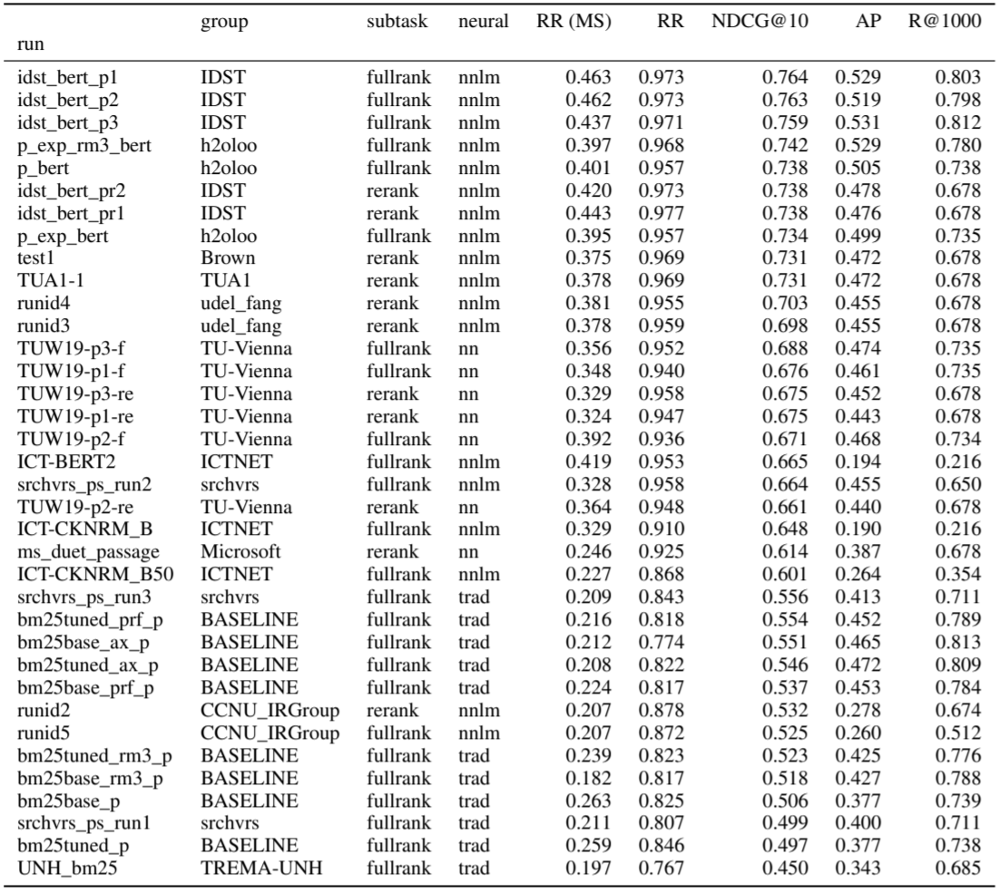 group subtask neural RR (MS) RR NDCG@10 AP R@1000
run
idst_bert_p1 IDST fullrank nnlm 0.463 0.973 0.764 0.529 0.803
idst_bert_p2 IDST fullrank nnlm 0.462 0.973 0.763 0.519 0.798
idst_bert_p3 IDST fullrank nnlm 0.437 0.971 0.759 0.531 0.812
p_exp_rm3_bert h2oloo fullrank nnlm 0.397 0.968 0.742 0.529 0.780
p_bert h2oloo fullrank nnlm 0.401 0.957 0.738 0.505 0.738
idst_bert_pr2 IDST rerank nnlm 0.420 0.973 0.738 0.478 0.678
idst_bert_pr1 IDST rerank nnlm 0.443 0.977 0.738 0.476 0.678
p_exp_bert h2oloo fullrank nnlm 0.395 0.957 0.734 0.499 0.735
test1 Brown rerank nnlm 0.375 0.969 0.731 0.472 0.678
TUA1-1 TUA1 rerank nnlm 0.378 0.969 0.731 0.472 0.678
runid4 udel_fang rerank nnlm 0.381 0.955 0.703 0.455 0.678
runid3 udel_fang rerank nnlm 0.378 0.959 0.698 0.455 0.678
TUW19-p3-f TU-Vienna fullrank nn 0.356 0.952 0.688 0.474 0.735
TUW19-p1-f TU-Vienna fullrank nn 0.348 0.940 0.676 0.461 0.735
TUW19-p3-re TU-Vienna rerank nn 0.329 0.958 0.675 0.452 0.678
TUW19-p1-re TU-Vienna rerank nn 0.324 0.947 0.675 0.443 0.678
TUW19-p2-f TU-Vienna fullrank nn 0.392 0.936 0.671 0.468 0.734
ICT-BERT2 ICTNET fullrank nnlm 0.419 0.953 0.665 0.194 0.216
srchvrs_ps_run2 srchvrs fullrank nnlm 0.328 0.958 0.664 0.455 0.650
TUW19-p2-re TU-Vienna rerank nn 0.364 0.948 0.661 0.440 0.678
ICT-CKNRM_B ICTNET fullrank nnlm 0.329 0.910 0.648 0.190 0.216
ms_duet_passage Microsoft rerank nn 0.246 0.925 0.614 0.387 0.678
ICT-CKNRM_B50 ICTNET fullrank nnlm 0.227 0.868 0.601 0.264 0.354
srchvrs_ps_run3 srchvrs fullrank trad 0.209 0.843 0.556 0.413 0.711
bm25tuned_prf_p BASELINE fullrank trad 0.216 0.818 0.554 0.452 0.789
bm25base_ax_p BASELINE fullrank trad 0.212 0.774 0.551 0.465 0.813
bm25tuned_ax_p BASELINE fullrank trad 0.208 0.822 0.546 0.472 0.809
bm25base_prf_p BASELINE fullrank trad 0.224 0.817 0.537 0.453 0.784
runid2 CCNU_IRGroup rerank nnlm 0.207 0.878 0.532 0.278 0.674
runid5 CCNU_IRGroup fullrank nnlm 0.207 0.872 0.525 0.260 0.512
bm25tuned_rm3_p BASELINE fullrank trad 0.239 0.823 0.523 0.425 0.776
bm25base_rm3_p BASELINE fullrank trad 0.182 0.817 0.518 0.427 0.788
bm25base_p BASELINE fullrank trad 0.263 0.825 0.506 0.377 0.739
srchvrs_ps_run1 srchvrs fullrank trad 0.211 0.807 0.499 0.400 0.711
bm25tuned_p BASELINE fullrank trad 0.259 0.846 0.497 0.377 0.738
UNH_bm25 TREMA-UNH fullrank trad 0.197 0.767 0.450 0.343 0.685